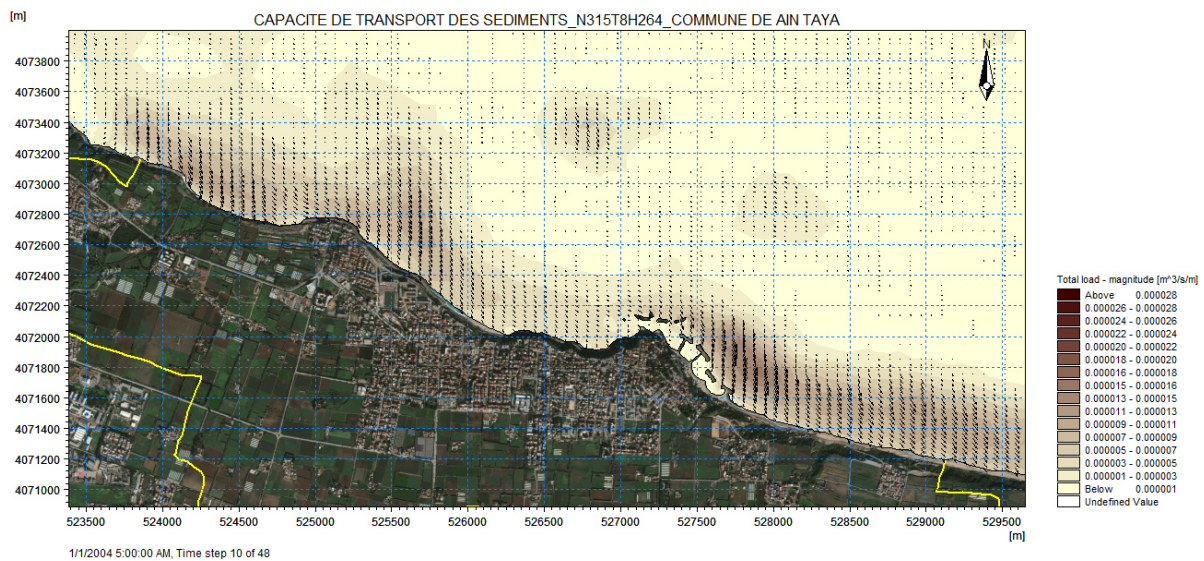 CAPACITE DE TRANSPORT DES SEDIMENTS_N315T8H264_COMMUNE DE AIN TAYA
[m]
N
4073800
4073600
4073400
4073200
4073000
4072800
4072600
4072400
4072200
4072000
4071800
4071600
4071400
4071200
4071000
523500 524000 524500 525000 525500 526000 526500 527000 527500 528000 528500 529000 529500
[m]
Total load - magnitude [m^3/s/m]
Above 0.000028
0.000026 - 0.000028
0.000024 - 0.000026
0.000022 - 0.000024
0.000020 - 0.000022
0.000018 - 0.000020
0.000016 - 0.000018
0.000015 - 0.000016
0.000013 - 0.000015
0.000011 - 0.000013
0.000009 - 0.000011
0.000007 - 0.000009
0.000005 - 0.000007
0.000003 - 0.000005
0.000001 - 0.000003
Below 0.000001
Undefined Value
1/1/2004 5:00:00 AM, Time step 10 of 48